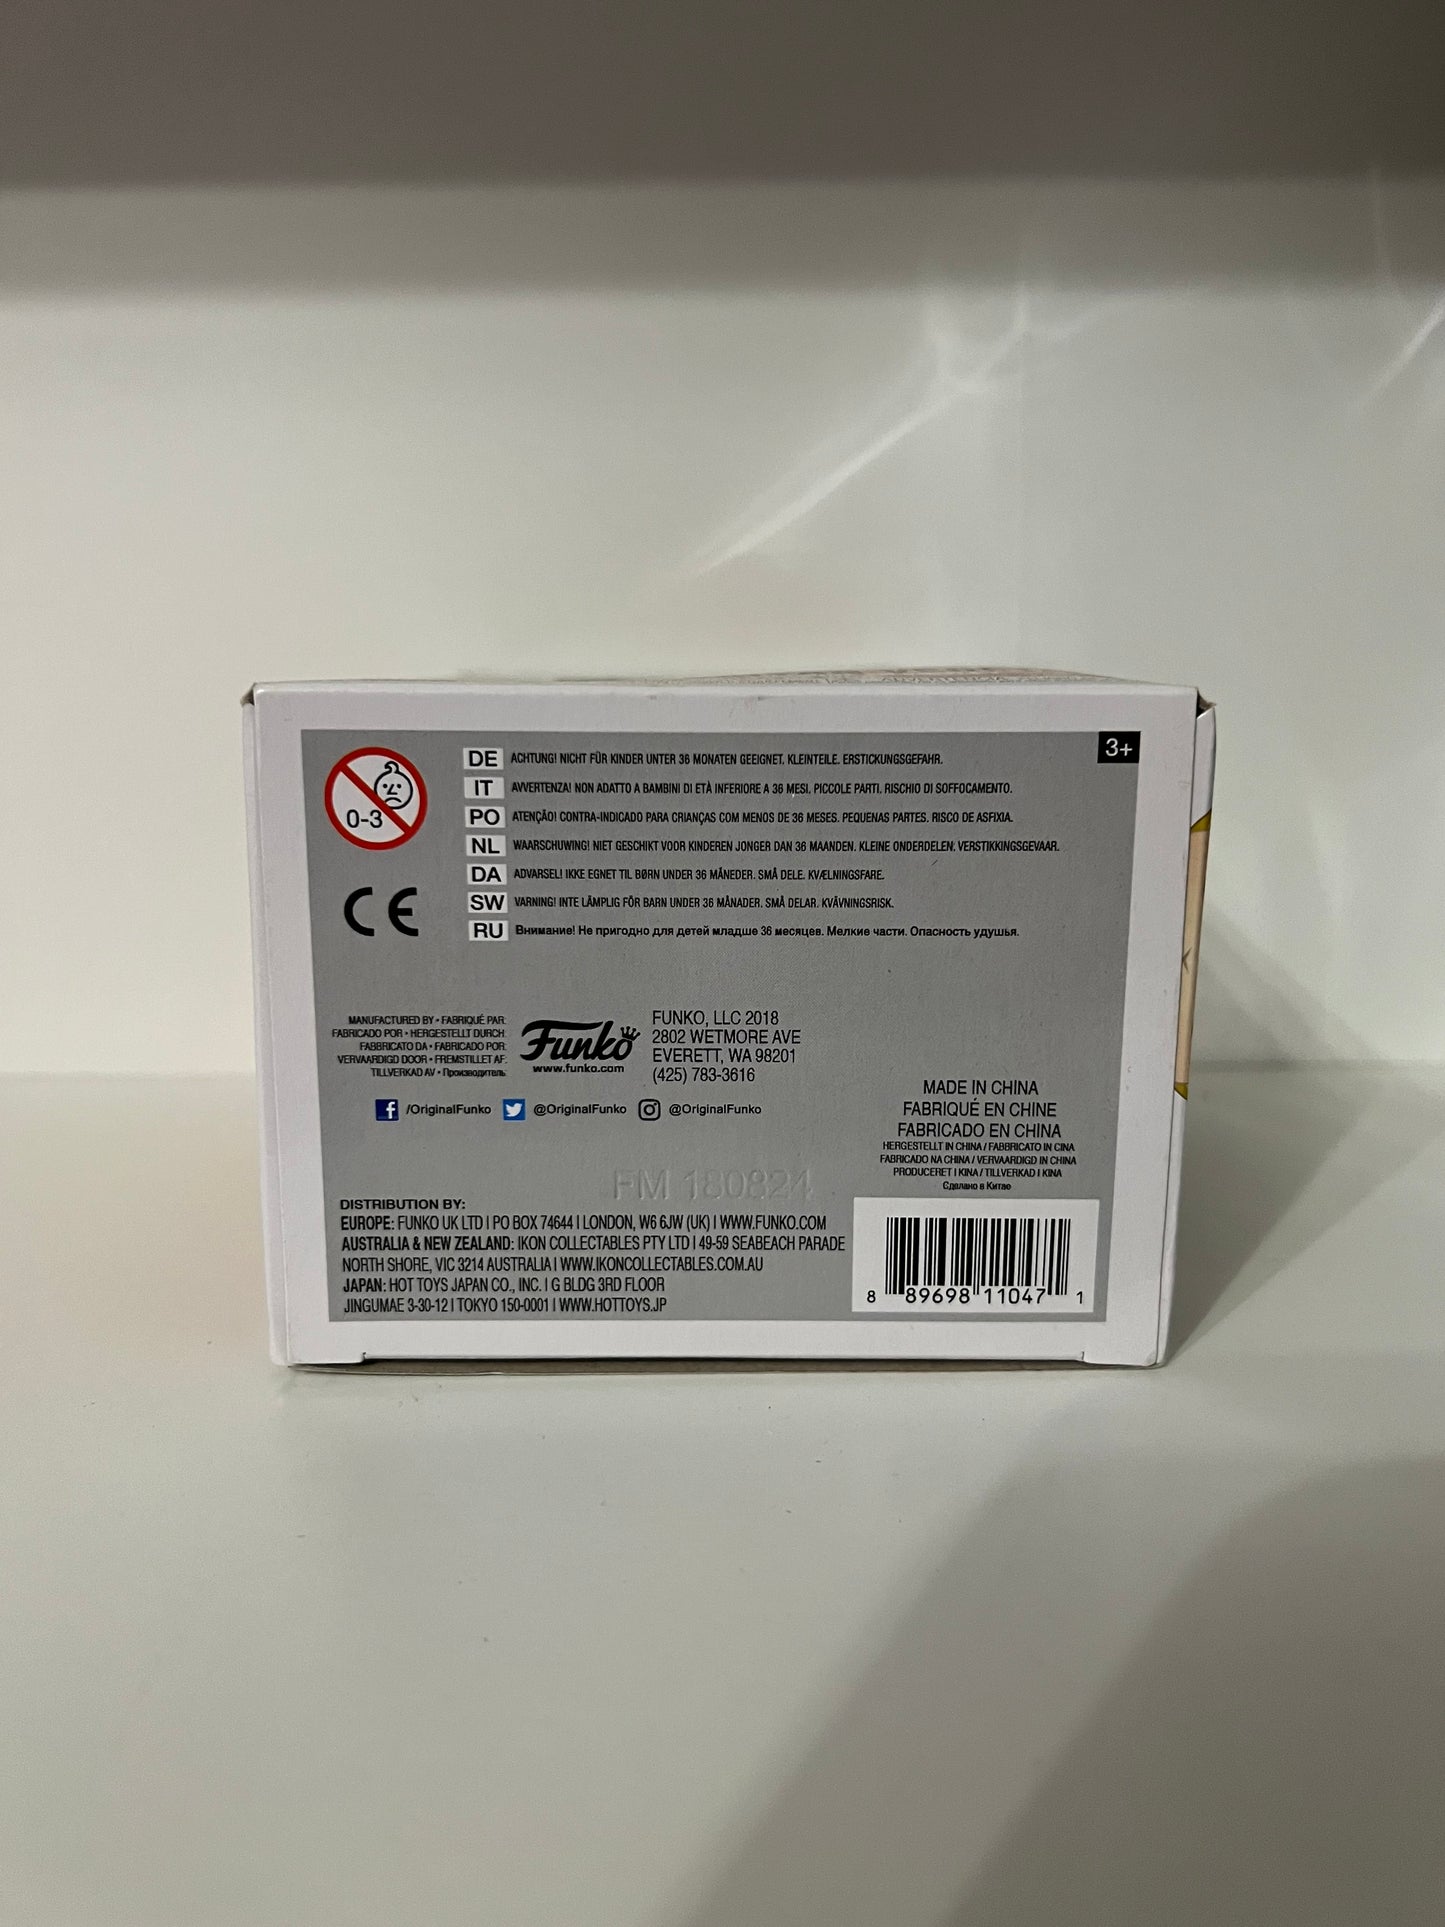 3+
0-3
DE ACHTUNG! NICHT FÜR KINDER UNTER 36 MONATEN GEEIGNET. KLEINTEILE. ERSTICKUNGSGEFAHR.
IT AVVERTENZA! NON ADATTO A BAMBINI DI ETÀ INFERIORE A 36 MESI. PICCOLE PARTI. RISCHIO DI SOFFOCAMENTO.
PO ATENÇÃO! CONTRA-INDICADO PARA CRIANÇAS COM MENOS DE 36 MESES. PEQUENAS PARTES. RISCO DE ASFIXIA.
NL WAARSCHUWING! NIET GESCHIKT VOOR KINDEREN JONGER DAN 36 MAANDEN. KLEINE ONDERDELEN. VERSTIKKINGSGEVAAR.
DA ADVARSEL! IKKE EGNET TIL BØRN UNDER 36 MÅNEDER. SMÅ DELE. KVÆLNINGSFARE.
CE
SW VARNING! INTE LÄMPLIG FÖR BARN UNDER 36 MÅNADER. SMÅ DELAR. KVÄVNINGSRISK.
RU Внимание! Не пригодно для детей младше 36 месяцев. Мелкие части. Опасность удушья.
MANUFACTURED BY • FABRIQUÉ PAR:
FABRICADO POR • HERGESTELLT DURCH:
FABBRICATO DA • FABRICADO POR:
VERVAARDIGD DOOR • FREMSTILLET AF:
TILLVERKAD AV • Производитель:
Funko
www.funko.com
FUNKO, LLC 2018
2802 WETMORE AVE
EVERETT, WA 98201
(425) 783-3616
/OriginalFunko @OriginalFunko @OriginalFunko
MADE IN CHINA
FABRIQUÉ EN CHINE
FABRICADO EN CHINA
HERGESTELLT IN CHINA / FABBRICATO IN CINA
FABRICADO NA CHINA / VERVAARDIGD IN CHINA
PRODUCERET I KINA / TILLVERKAD I KINA
Сделано в Китае
FM 180824
DISTRIBUTION BY:
EUROPE: FUNKO UK LTD | PO BOX 74644 | LONDON, W6 6JW (UK) | WWW.FUNKO.COM
AUSTRALIA & NEW ZEALAND: IKON COLLECTABLES PTY LTD | 49-59 SEABEACH PARADE
NORTH SHORE, VIC 3214 AUSTRALIA | WWW.IKONCOLLECTABLES.COM.AU
JAPAN: HOT TOYS JAPAN CO., INC. | G BLDG 3RD FLOOR
JINGUMAE 3-30-12 | TOKYO 150-0001 | WWW.HOTTOYS.JP
8 89698 11047 1